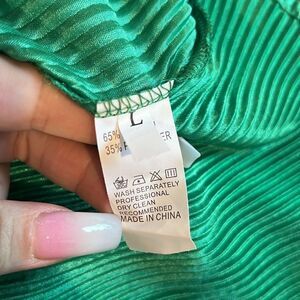 L
65%
35%
WASH SEPARATELY
PROFESSIONAL
DRY CLEAN
RECOMMENDED
MADE IN CHINA